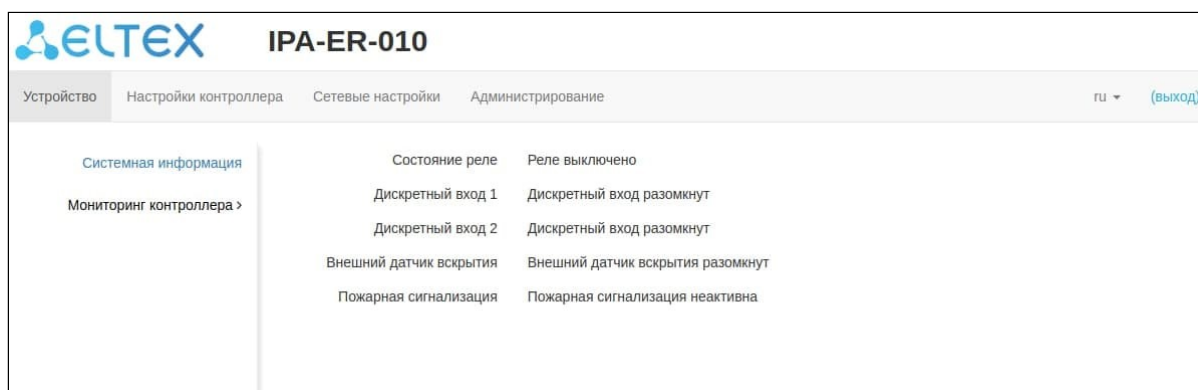 ELTEX IPA-ER-010
Устройство Настройки контроллера Сетевые настройки Администрирование ru (выход)
Системная информация
Мониторинг контроллера >
Состояние реле Реле выключено
Дискретный вход 1 Дискретный вход разомкнут
Дискретный вход 2 Дискретный вход разомкнут
Внешний датчик вскрытия Внешний датчик вскрытия разомкнут
Пожарная сигнализация Пожарная сигнализация неактивна